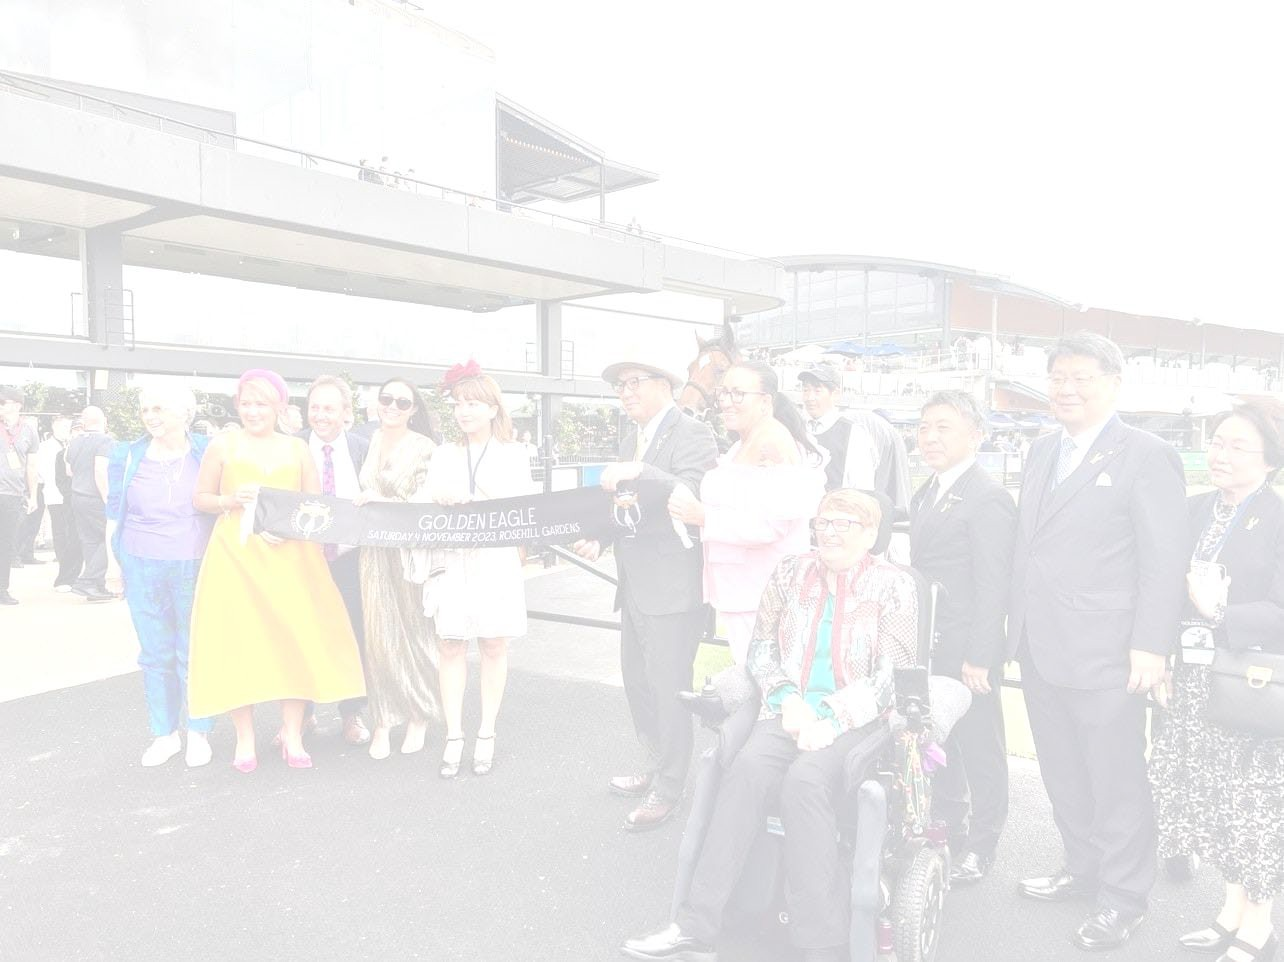 GOLDEN EAGLE
SATURDAY 4 NOVEMBER 2023, ROSEHILL GARDENS